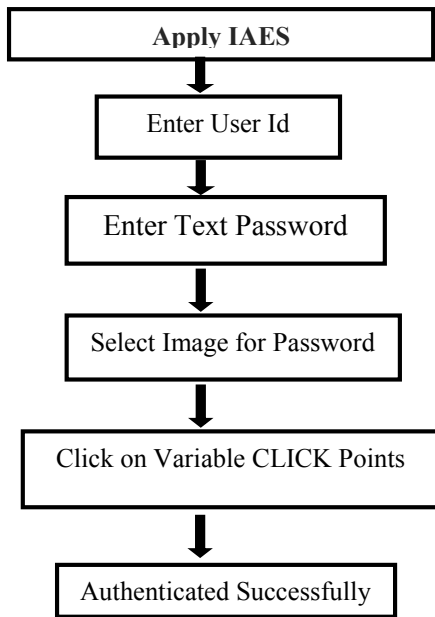 Apply IAES
Enter User Id
Enter Text Password
Select Image for Password
Click on Variable CLICK Points
Authenticated Successfully